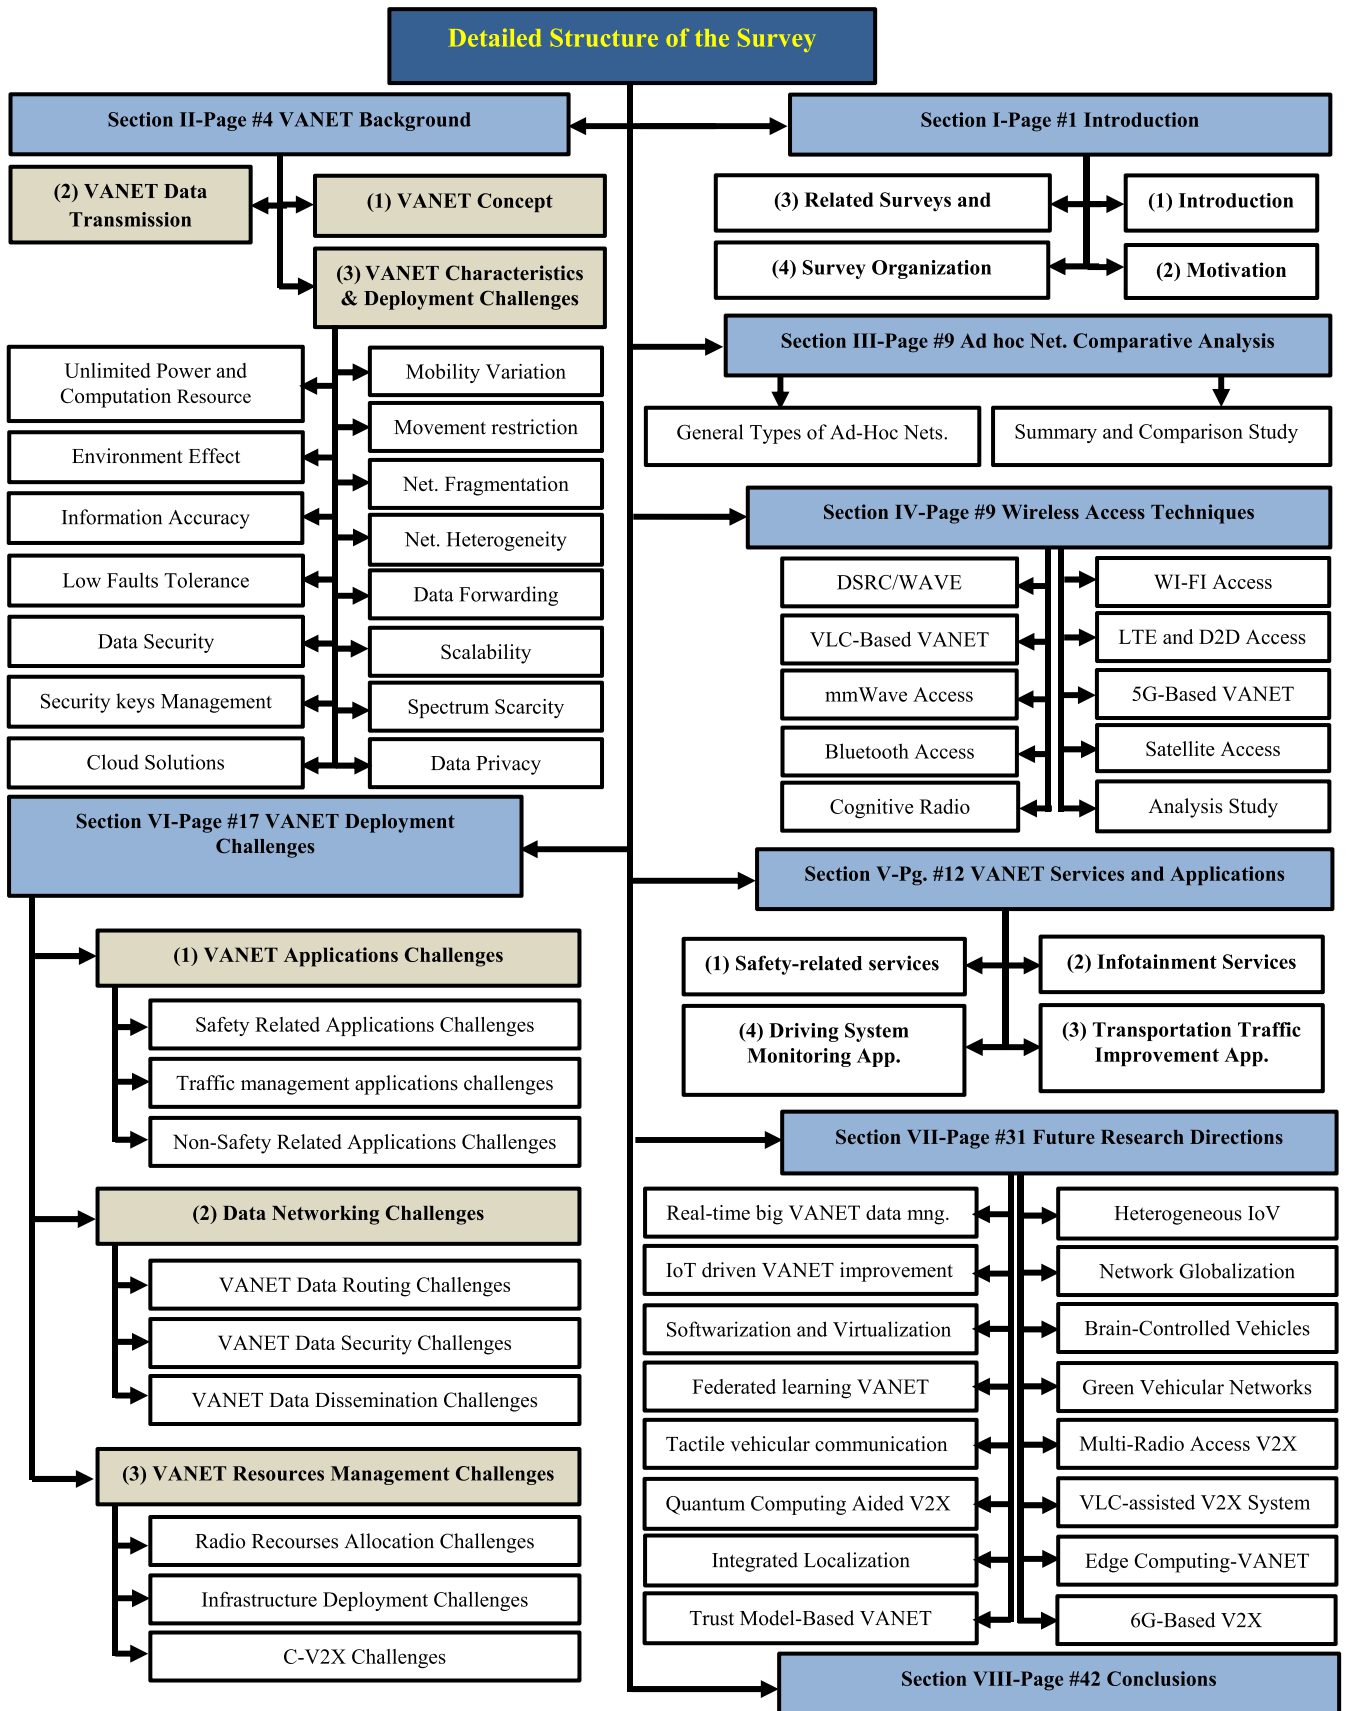 Detailed Structure of the Survey
Section II-Page #4 VANET Background
(2) VANET Data
Transmission
(1) VANET Concept
(3) VANET Characteristics
& Deployment Challenges
Unlimited Power and
Computation Resource
Environment Effect
Information Accuracy
Low Faults Tolerance
Data Security
Security keys Management
Cloud Solutions
Mobility Variation
Movement restriction
Net. Fragmentation
Net. Heterogeneity
Data Forwarding
Scalability
Spectrum Scarcity
Data Privacy
Section I-Page #1 Introduction
(3) Related Surveys and
(1) Introduction
(4) Survey Organization
(2) Motivation
Section III-Page #9 Ad hoc Net. Comparative Analysis
General Types of Ad-Hoc Nets.
Summary and Comparison Study
Section IV-Page #9 Wireless Access Techniques
DSRC/WAVE
VLC-Based VANET
mmWave Access
Bluetooth Access
Cognitive Radio
WI-FI Access
LTE and D2D Access
5G-Based VANET
Satellite Access
Analysis Study
Section V-Pg. #12 VANET Services and Applications
(1) Safety-related services
(2) Infotainment Services
(4) Driving System
Monitoring App.
(3) Transportation Traffic
Improvement App.
Section VI-Page #17 VANET Deployment
Challenges
(1) VANET Applications Challenges
Safety Related Applications Challenges
Traffic management applications challenges
Non-Safety Related Applications Challenges
(2) Data Networking Challenges
VANET Data Routing Challenges
VANET Data Security Challenges
VANET Data Dissemination Challenges
(3) VANET Resources Management Challenges
Radio Recourses Allocation Challenges
Infrastructure Deployment Challenges
C-V2X Challenges
Section VII-Page #31 Future Research Directions
Real-time big VANET data mng.
IoT driven VANET improvement
Softwarization and Virtualization
Federated learning VANET
Tactile vehicular communication
Quantum Computing Aided V2X
Integrated Localization
Trust Model-Based VANET
Heterogeneous IoV
Network Globalization
Brain-Controlled Vehicles
Green Vehicular Networks
Multi-Radio Access V2X
VLC-assisted V2X System
Edge Computing-VANET
6G-Based V2X
Section VIII-Page #42 Conclusions